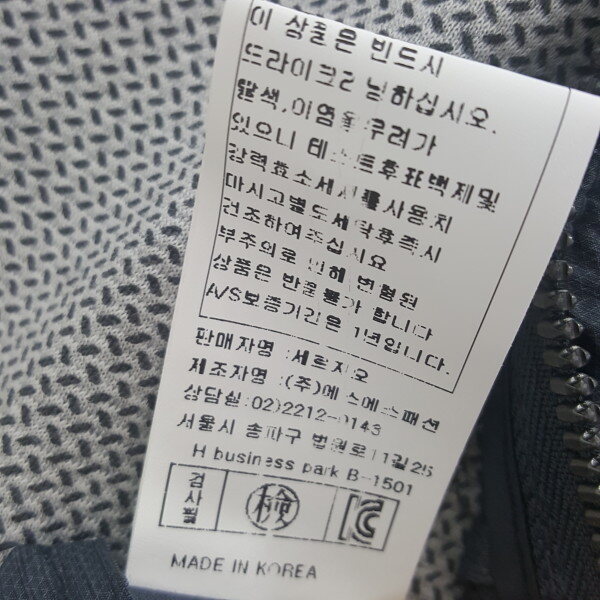 이 상품은 반드시
드라이크리 닝하십시오.
탈색,이염 우려가
있으니 테스트후표백제및
강력효소세제를사용치
마시고별도세탁후즉시
건조하여주십시요
부주의로 인해 변형된
상품은 반품 불가 합니다
A/S보증기간은 1년입니다.
판매자명 :세르지오
제조자명 :(주)에스에스패션
상담실:02)2212-0143
서울시 송파구 법원로11길25
H business park B-1501
검사필
檢
MADE IN KOREA